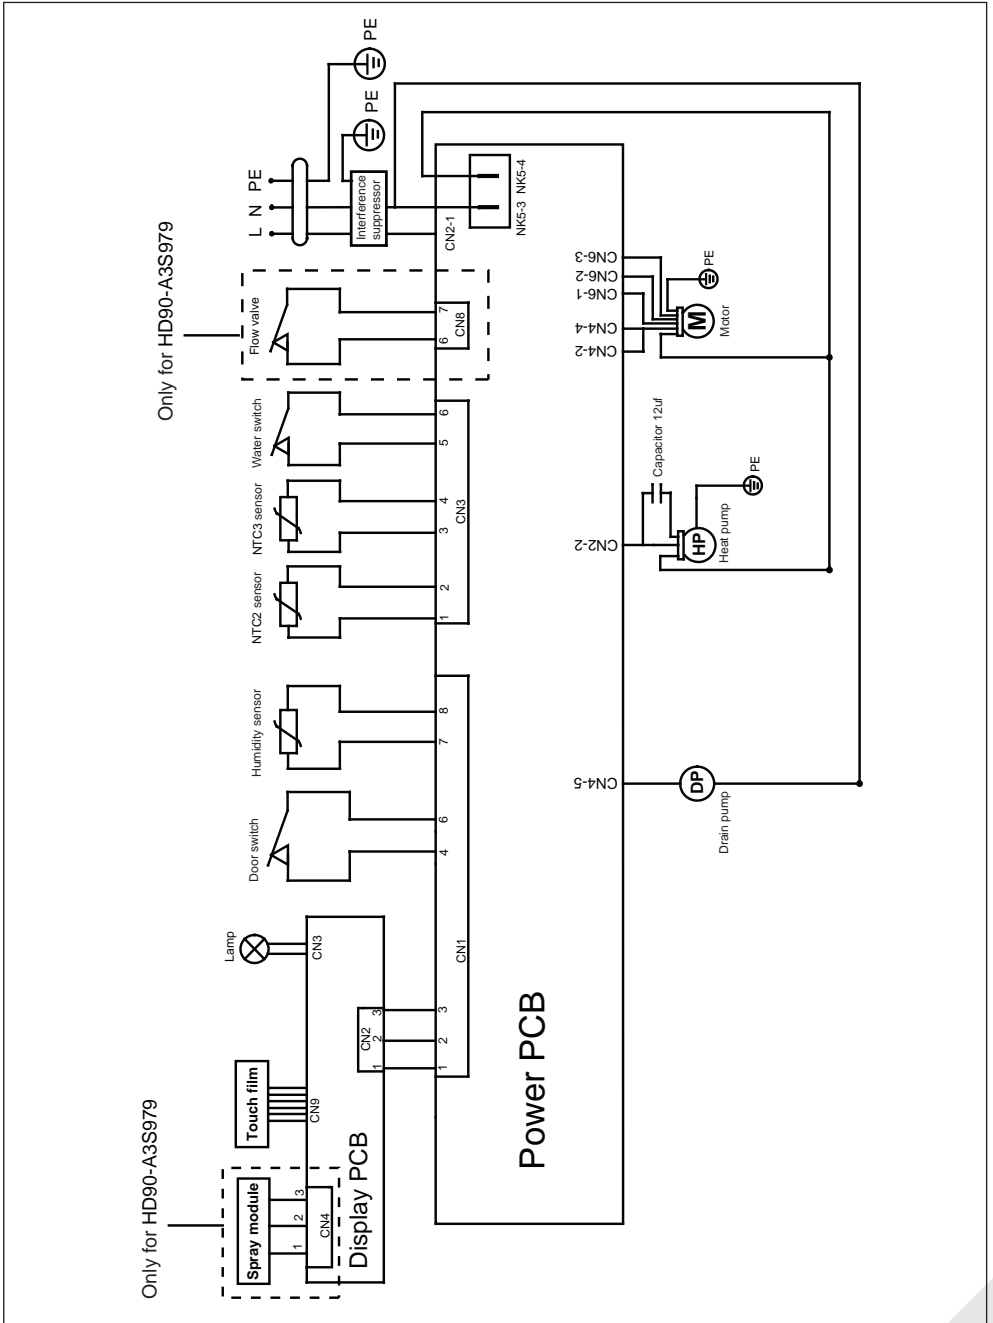 Only for HD90-A3S979
Spray module
1
2
3
CN4
Touch film
CN9
Lamp
CN3
Display PCB
CN2
1
2
3
Only for HD90-A3S979
Door switch
Humidity sensor
NTC2 sensor
NTC3 sensor
Water switch
Flow valve
L
N
PE
Interference
suppressor
PE
PE
1
2
3
4
6
7
8
CN1
1
2
3
4
5
6
CN3
6
7
CN8
CN2-1
NK5-3
NK5-4
Power PCB
CN4-5
CN2-2
CN4-2
CN4-4
CN6-1
CN6-2
CN6-3
DP
Drain pump
HP
Heat pump
Capacitor 12uf
PE
M
Motor
PE